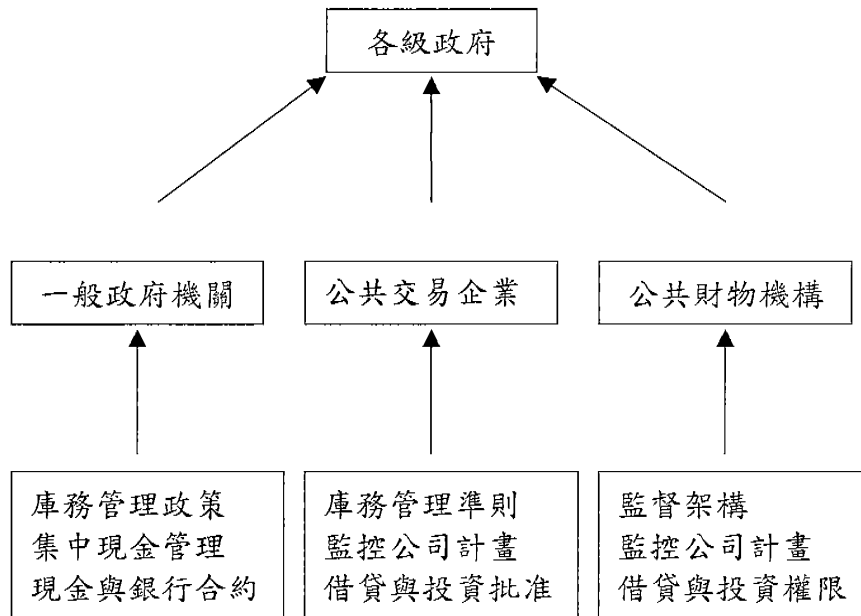 各級政府
一般政府機關
公共交易企業
公共財物機構
庫務管理政策
集中現金管理
現金與銀行合約
庫務管理準則
監控公司計畫
借貸與投資批准
監督架構
監控公司計畫
借貸與投資權限